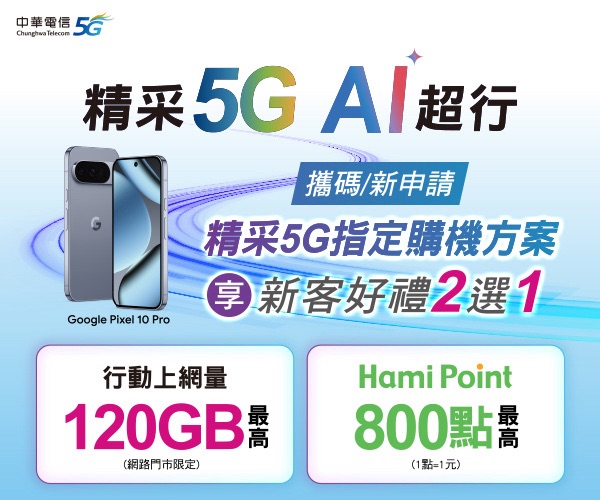 中華電信 5G
Chunghwa Telecom
精采5G AI超行
攜碼/新申請
精采5G指定購機方案
享 新客好禮2選1
G
Google Pixel 10 Pro
行動上網量
120GB最高
(網路門市限定)
Hami Point
800點最高
(1點=1元)